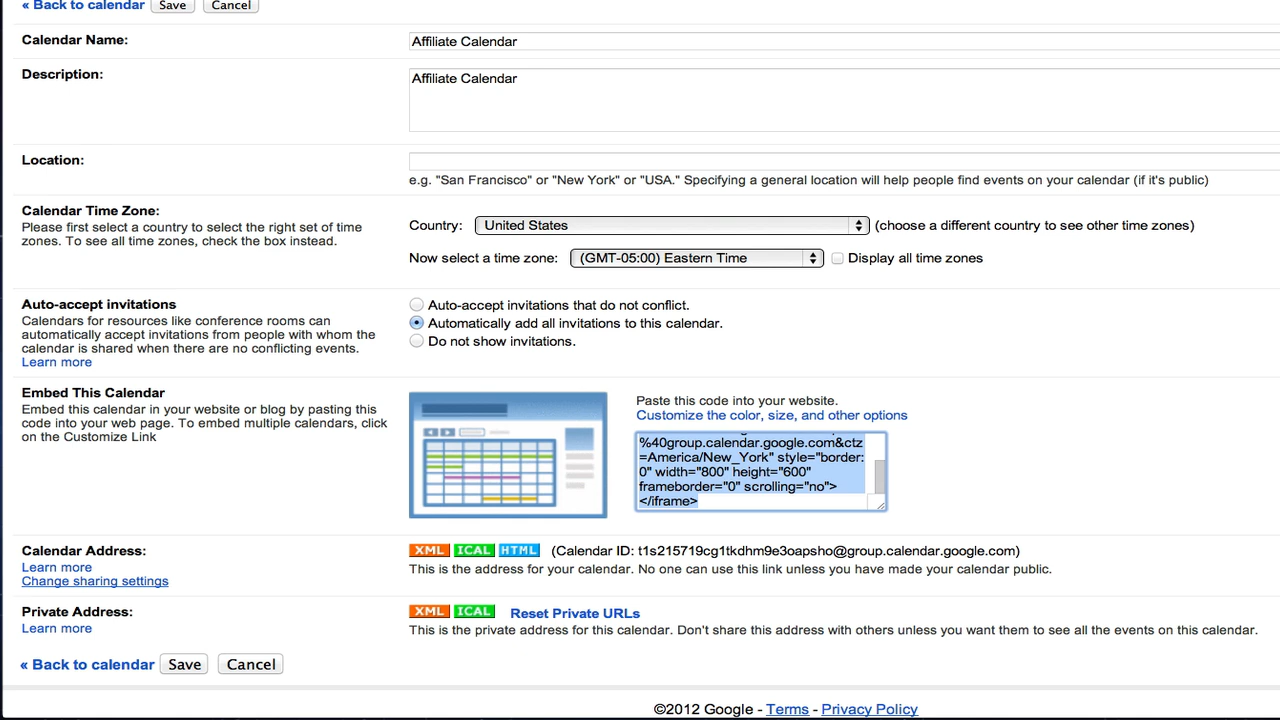 « Back to calendar Save Cancel
Calendar Name: Affiliate Calendar
Description: Affiliate Calendar
Location:
e.g. "San Francisco" or "New York" or "USA." Specifying a general location will help people find events on your calendar (if it's public)
Calendar Time Zone:
Please first select a country to select the right set of time
zones. To see all time zones, check the box instead.
Country: United States (choose a different country to see other time zones)
Now select a time zone: (GMT-05:00) Eastern Time Display all time zones
Auto-accept invitations
Calendars for resources like conference rooms can
automatically accept invitations from people with whom the
calendar is shared when there are no conflicting events.
Learn more
Auto-accept invitations that do not conflict.
Automatically add all invitations to this calendar.
Do not show invitations.
Embed This Calendar
Embed this calendar in your website or blog by pasting this
code into your web page. To embed multiple calendars, click
on the Customize Link
Paste this code into your website.
Customize the color, size, and other options
%40group.calendar.google.com&ctz
=America/New_York" style="border:
0" width="800" height="600"
frameborder="0" scrolling="no">
</iframe>
Calendar Address:
Learn more
Change sharing settings
XML ICAL HTML (Calendar ID: t1s215719cg1tkdhm9e3oapsho@group.calendar.google.com)
This is the address for your calendar. No one can use this link unless you have made your calendar public.
Private Address:
Learn more
XML ICAL Reset Private URLs
This is the private address for this calendar. Don't share this address with others unless you want them to see all the events on this calendar.
« Back to calendar Save Cancel
©2012 Google - Terms - Privacy Policy